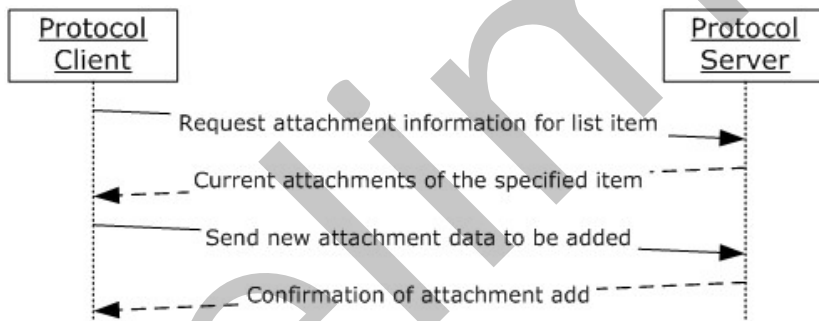 Protocol
Client
Protocol
Server
Request attachment information for list item
Current attachments of the specified item
Send new attachment data to be added
Confirmation of attachment add